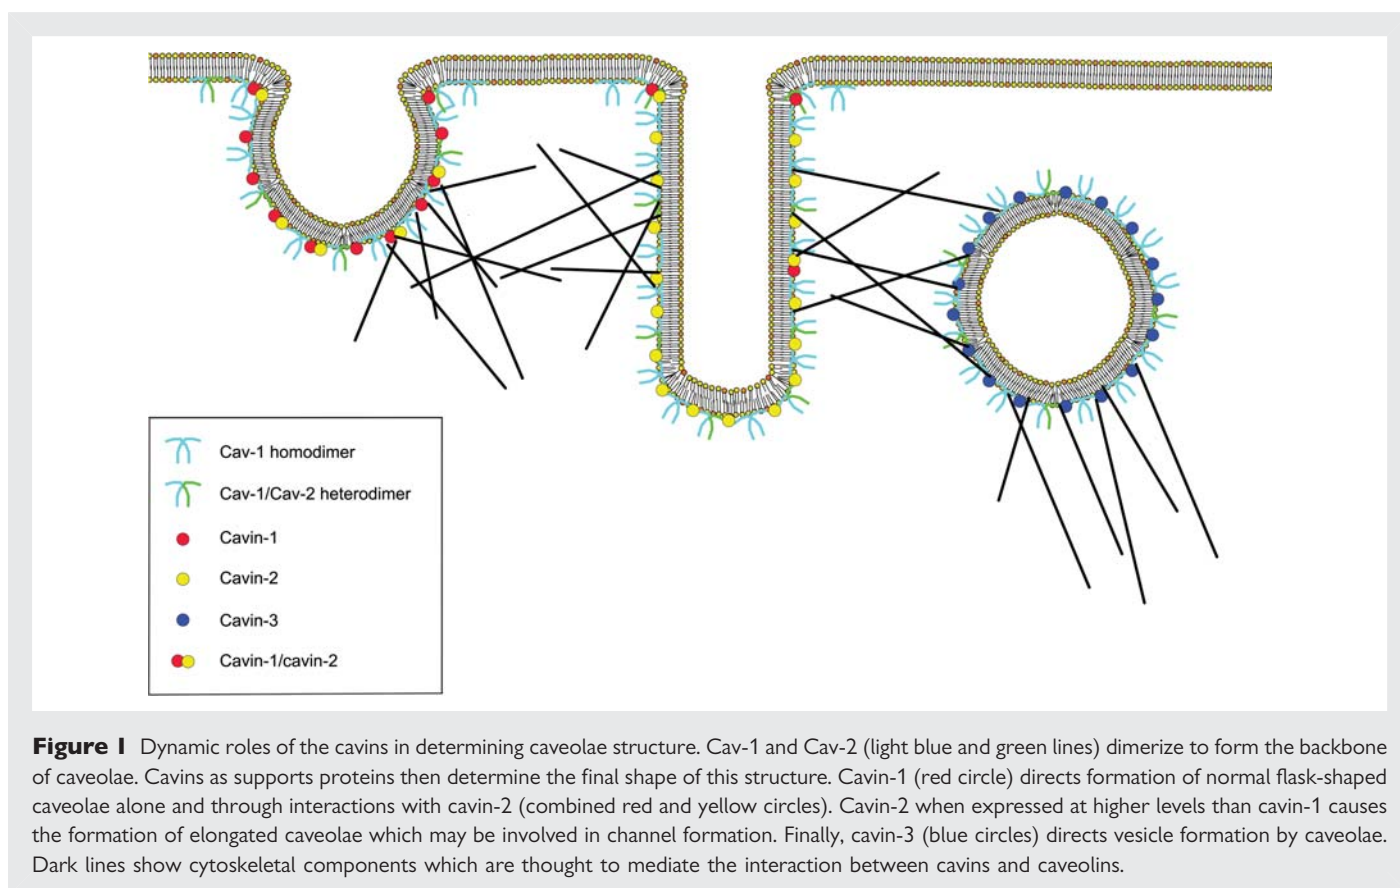 Cav-1 homodimer
Cav-1/Cav-2 heterodimer
Cavin-1
Cavin-2
Cavin-3
Cavin-1/cavin-2
Figure 1 Dynamic roles of the cavins in determining caveolae structure. Cav-1 and Cav-2 (light blue and green lines) dimerize to form the backbone
of caveolae. Cavins as supports proteins then determine the final shape of this structure. Cavin-1 (red circle) directs formation of normal flask-shaped
caveolae alone and through interactions with cavin-2 (combined red and yellow circles). Cavin-2 when expressed at higher levels than cavin-1 causes
the formation of elongated caveolae which may be involved in channel formation. Finally, cavin-3 (blue circles) directs vesicle formation by caveolae.
Dark lines show cytoskeletal components which are thought to mediate the interaction between cavins and caveolins.